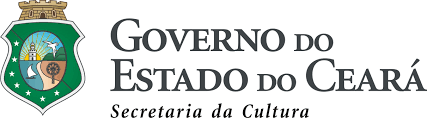 GOVERNO DO
ESTADO DO CEARÁ
Secretaria da Cultura